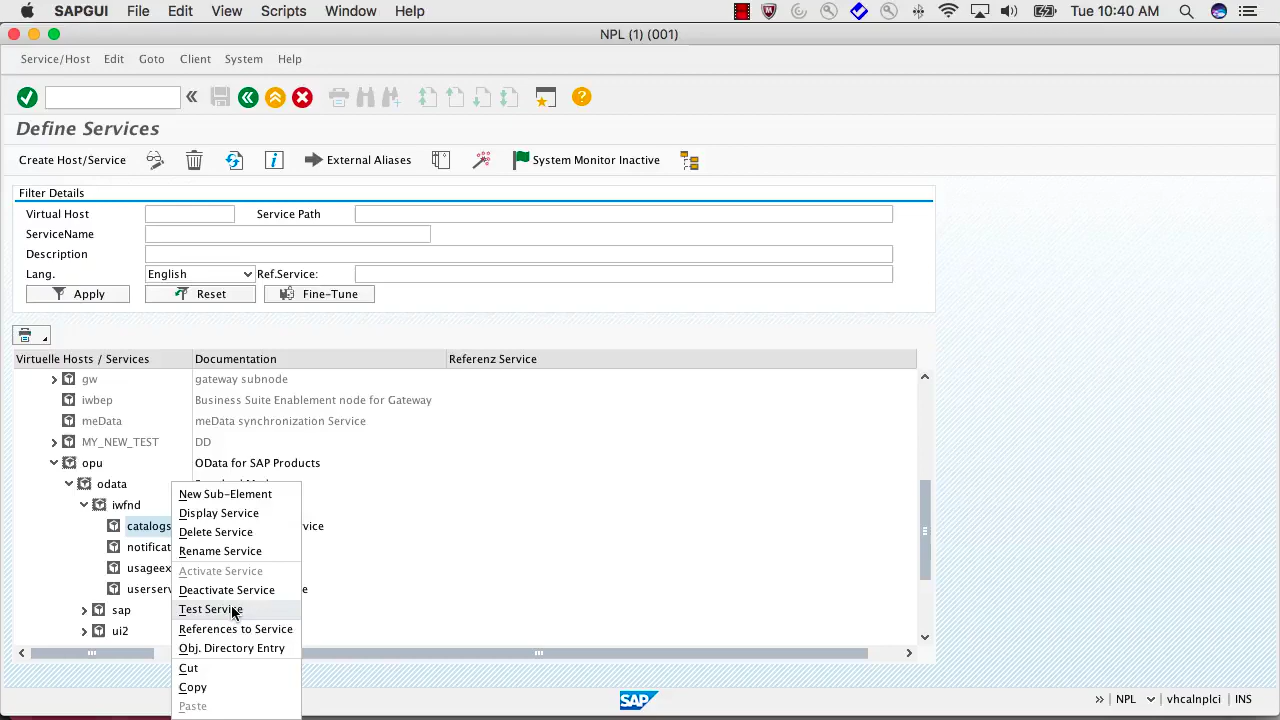 SAPGUI File Edit View Scripts Window Help Tue 10:40 AM
NPL (1) (001)
Service/Host Edit Goto Client System Help
Define Services
Create Host/Service External Aliases System Monitor Inactive
Filter Details
Virtual Host Service Path
ServiceName
Description
Lang. English Ref.Service:
Apply Reset Fine-Tune
Virtuelle Hosts / Services Documentation Referenz Service
gw gateway subnode
iwbep Business Suite Enablement node for Gateway
meData meData synchronization Service
MY_NEW_TEST DD
opu OData for SAP Products
odata
iwfnd
catalogs vice
notificat
usageex
userserv e
sap
ui2
New Sub-Element
Display Service
Delete Service
Rename Service
Activate Service
Deactivate Service
Test Service
References to Service
Obj. Directory Entry
Cut
Copy
Paste
SAP NPL vhcalnplci INS